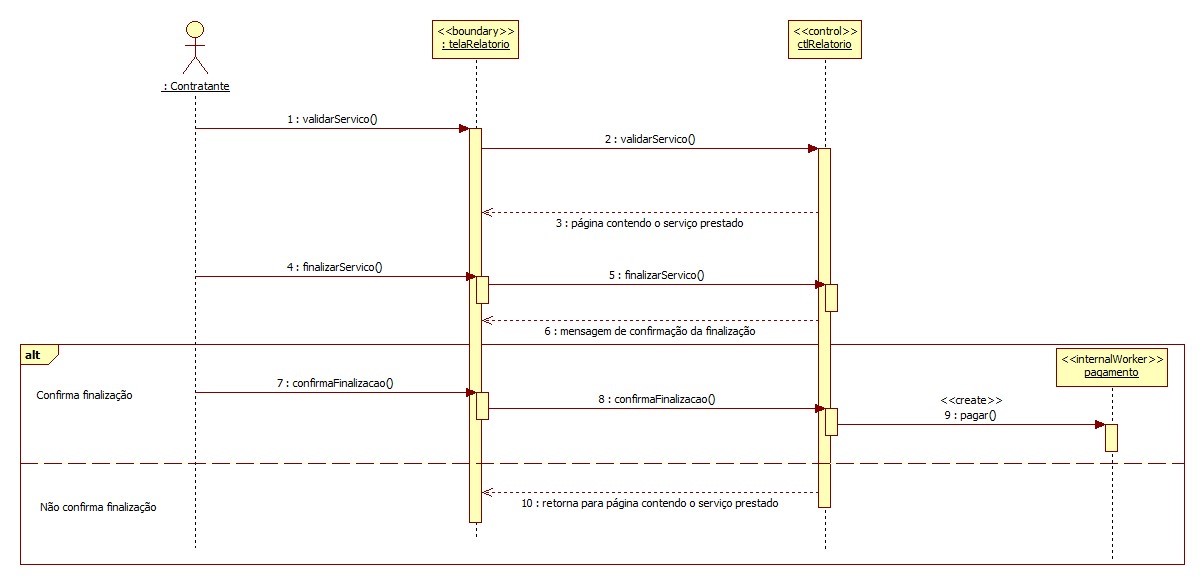 <<boundary>>
: telaRelatorio
<<control>>
ctlRelatorio
: Contratante
1 : validarServico()
2 : validarServico()
3 : página contendo o serviço prestado
4 : finalizarServico()
5 : finalizarServico()
6 : mensagem de confirmação da finalização
alt
<<internalWorker>>
pagamento
Confirma finalização
7 : confirmaFinalizacao()
8 : confirmaFinalizacao()
<<create>>
9 : pagar()
Não confirma finalização
10 : retorna para página contendo o serviço prestado